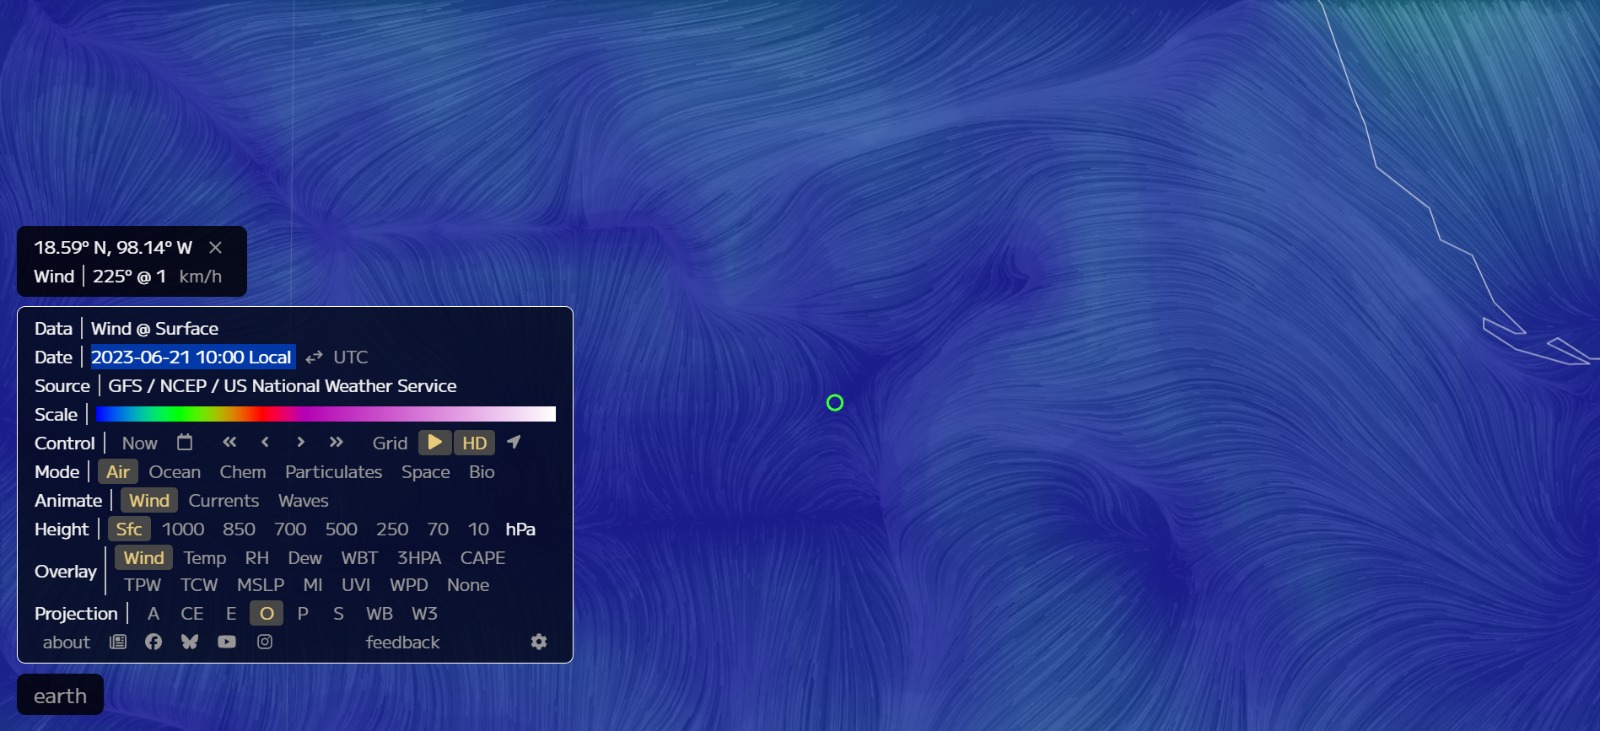 18.59° N, 98.14° W ×
Wind | 225° @ 1 km/h
Data | Wind @ Surface
Date | 2023-06-21 10:00 Local ⇄ UTC
Source | GFS / NCEP / US National Weather Service
Scale |
Control | Now « ‹ › » Grid HD
Mode | Air Ocean Chem Particulates Space Bio
Animate | Wind Currents Waves
Height | Sfc 1000 850 700 500 250 70 10 hPa
Overlay | Wind Temp RH Dew WBT 3HPA CAPE
TPW TCW MSLP MI UVI WPD None
Projection | A CE E O P S WB W3
about feedback
earth